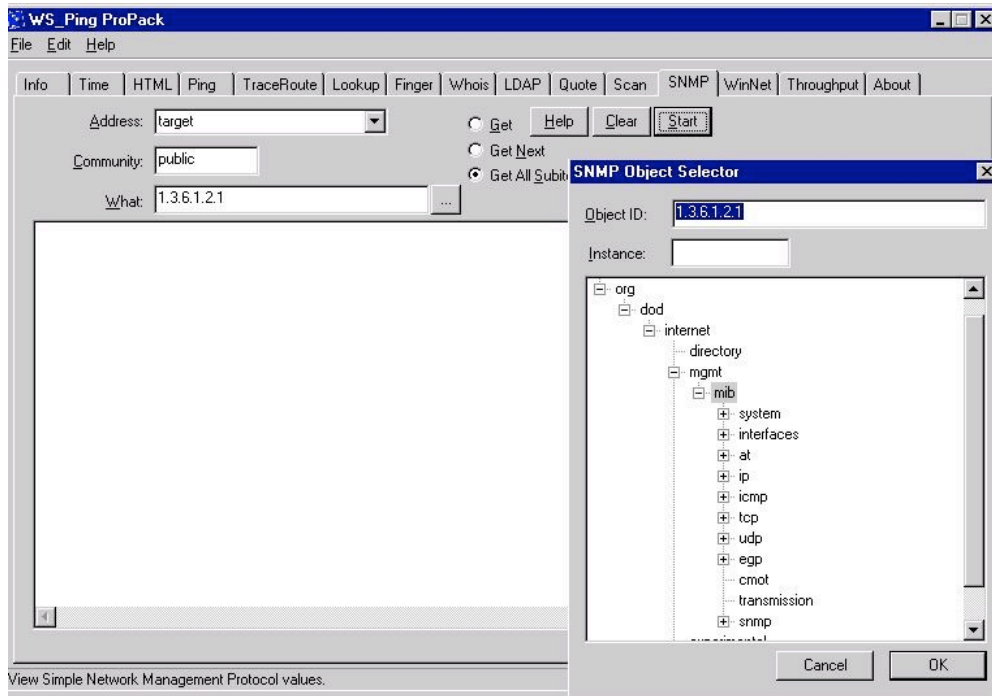 WS_Ping ProPack
File Edit Help
Info Time HTML Ping TraceRoute Lookup Finger Whois LDAP Quote Scan SNMP WinNet Throughput About
Address: target
Get Help Clear Start
Community: public
Get Next
Get All Subit
What: 1.3.6.1.2.1 ...
SNMP Object Selector
Object ID: 1.3.6.1.2.1
Instance:
org
dod
internet
directory
mgmt
mib
system
interfaces
at
ip
icmp
tcp
udp
egp
cmot
transmission
snmp
Cancel OK
View Simple Network Management Protocol values.